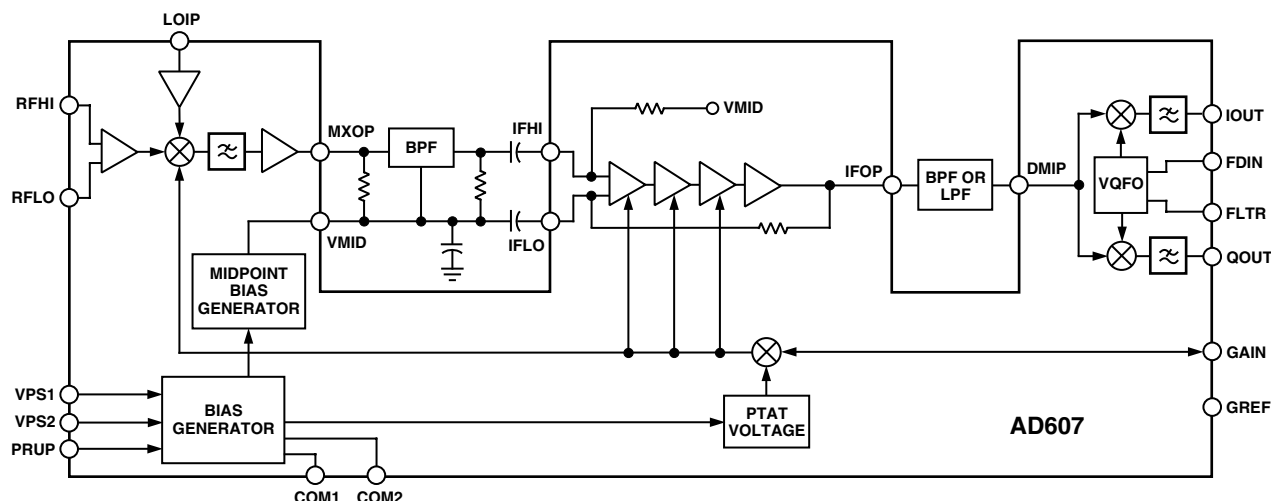 LOIP
RFHI
RFLO
MXOP
BPF
IFHI
VMID
VMID
IFLO
IFOP
BPF OR
LPF
DMIP
VQFO
IOUT
FDIN
FLTR
QOUT
MIDPOINT
BIAS
GENERATOR
GAIN
GREF
VPS1
VPS2
PRUP
BIAS
GENERATOR
PTAT
VOLTAGE
AD607
COM1
COM2